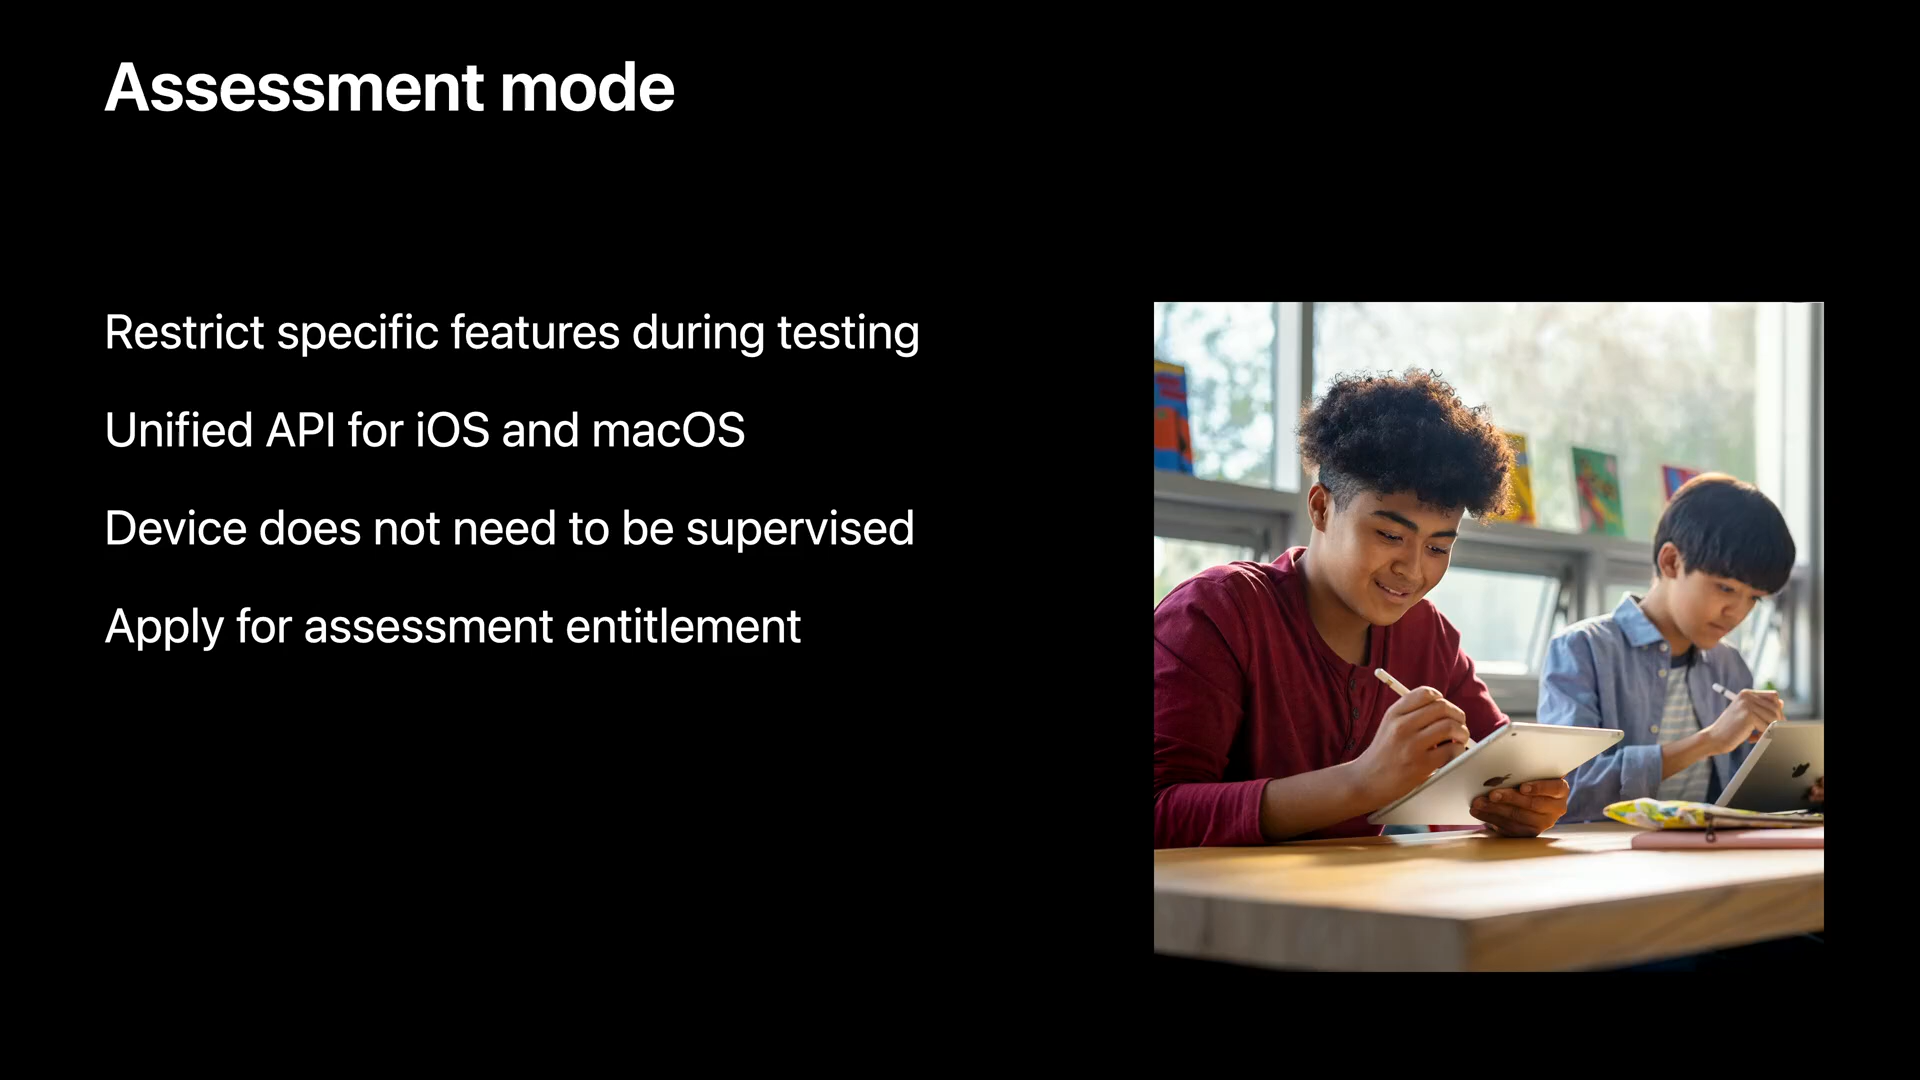 Assessment mode
Restrict specific features during testing
Unified API for iOS and macOS
Device does not need to be supervised
Apply for assessment entitlement